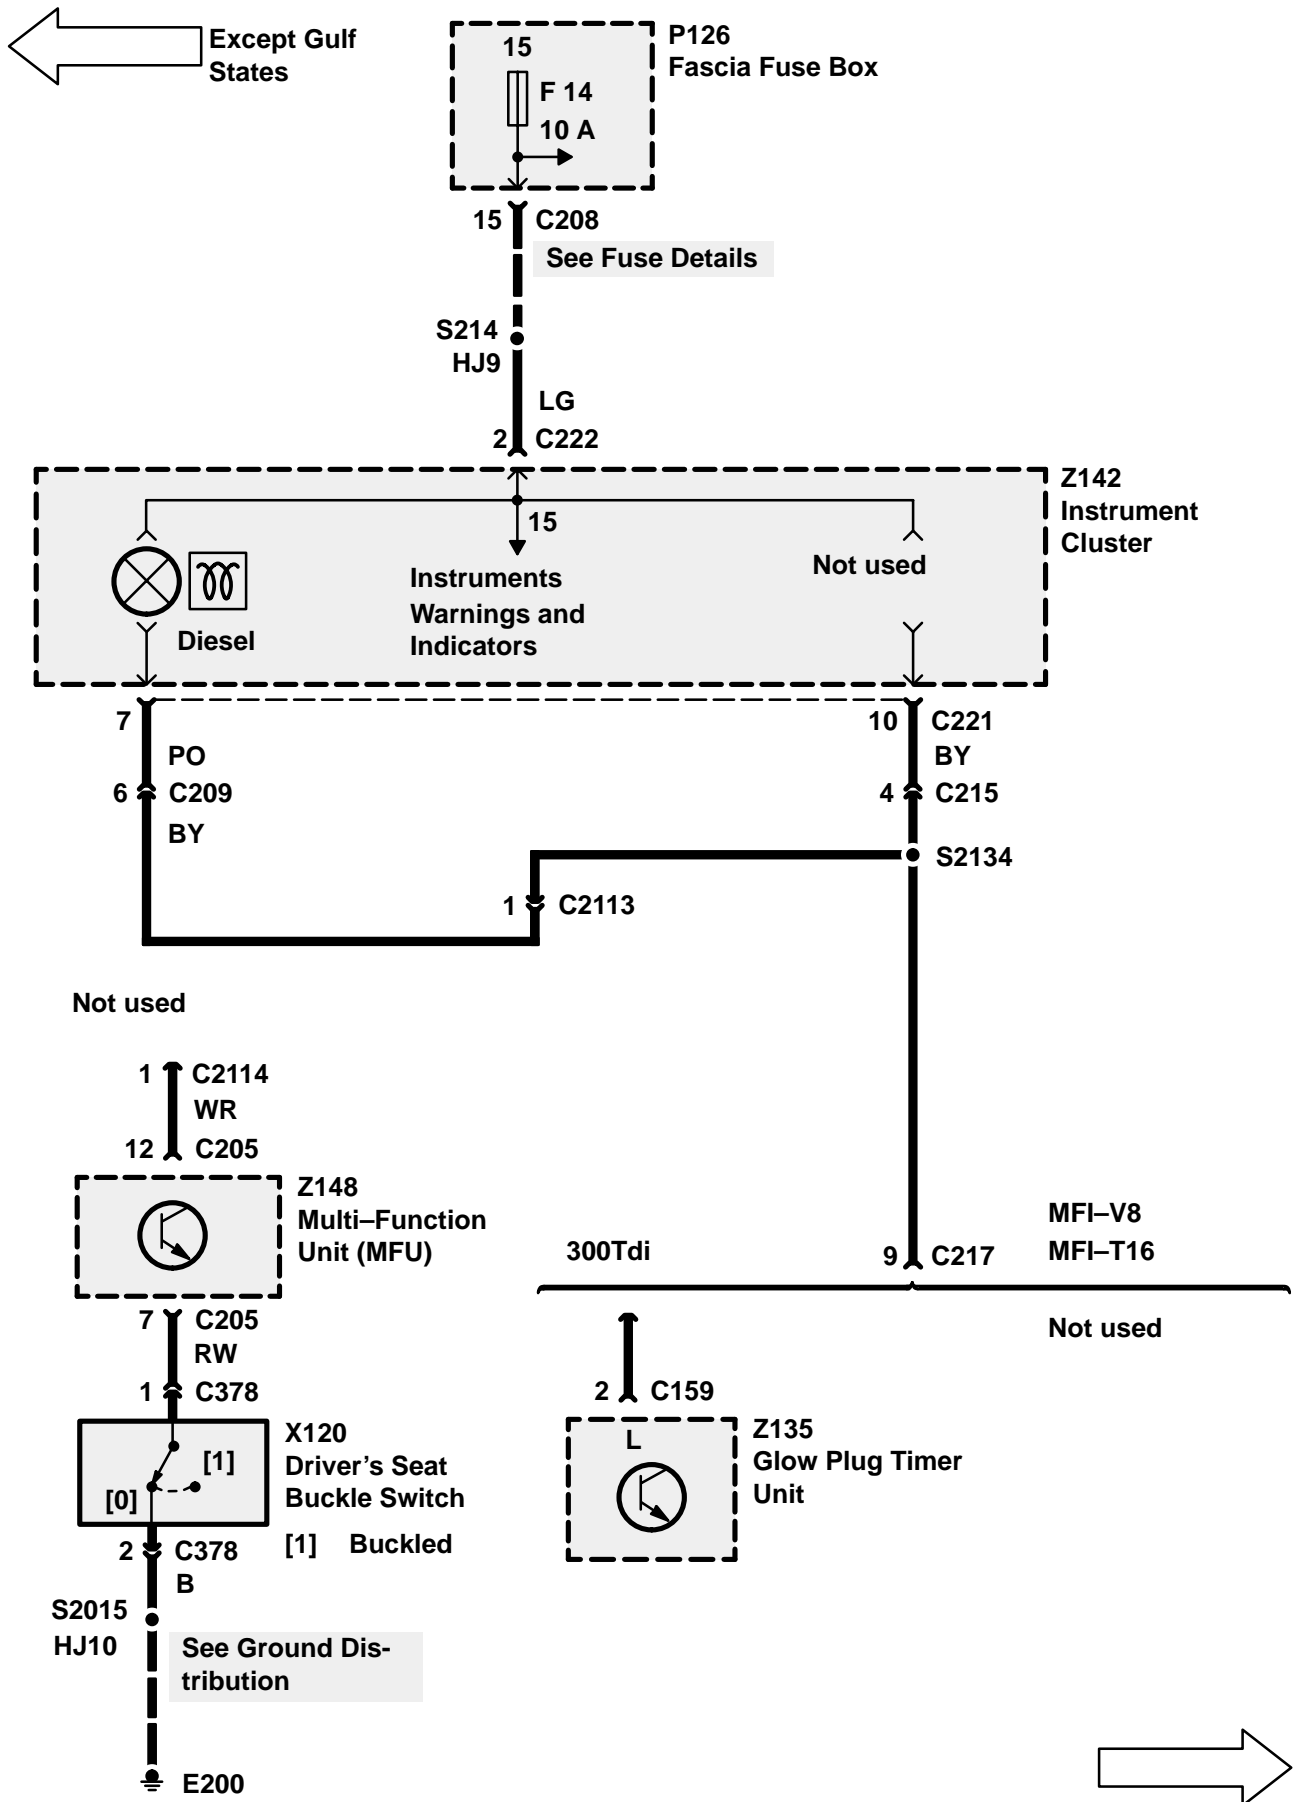 Except Gulf
States
P126
Fascia Fuse Box
15
F 14
10 A
15 C208
See Fuse Details
S214
HJ9
LG
2 C222
Z142
Instrument
Cluster
15
Not used
Instruments
Warnings and
Indicators
Diesel
7
10 C221
PO
BY
6 C209
4 C215
BY
S2134
1 C2113
Not used
1 C2114
WR
12 C205
Z148
Multi–Function
Unit (MFU)
MFI–V8
MFI–T16
300Tdi
9 C217
7 C205
RW
Not used
1 C378
2 C159
X120
Driver's Seat
Buckle Switch
[1]
[0]
L
Z135
Glow Plug Timer
Unit
[1] Buckled
2 C378
B
S2015
HJ10
See Ground Dis-
tribution
E200